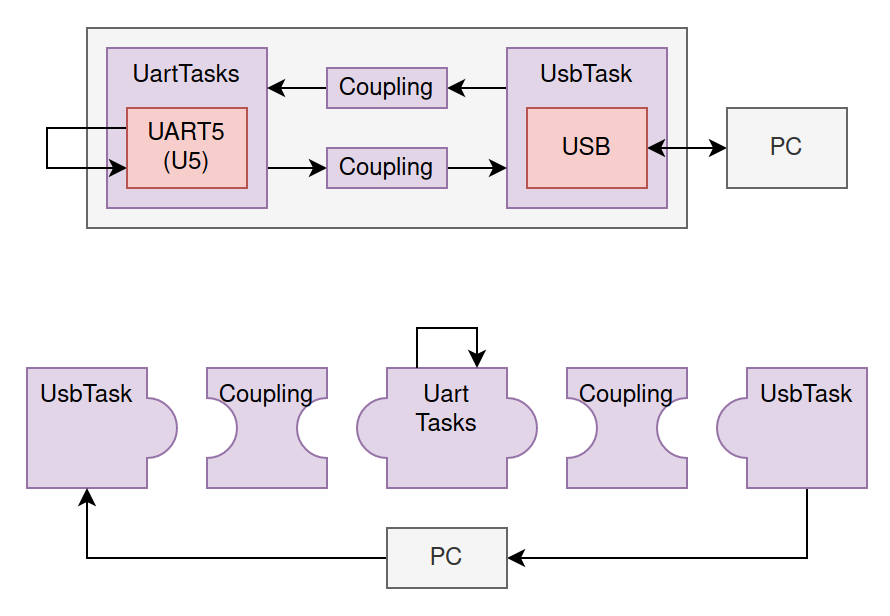 UartTasks
Coupling
UsbTask
UART5
(U5)
Coupling
USB
PC
UsbTask
Coupling
Uart
Tasks
Coupling
UsbTask
PC